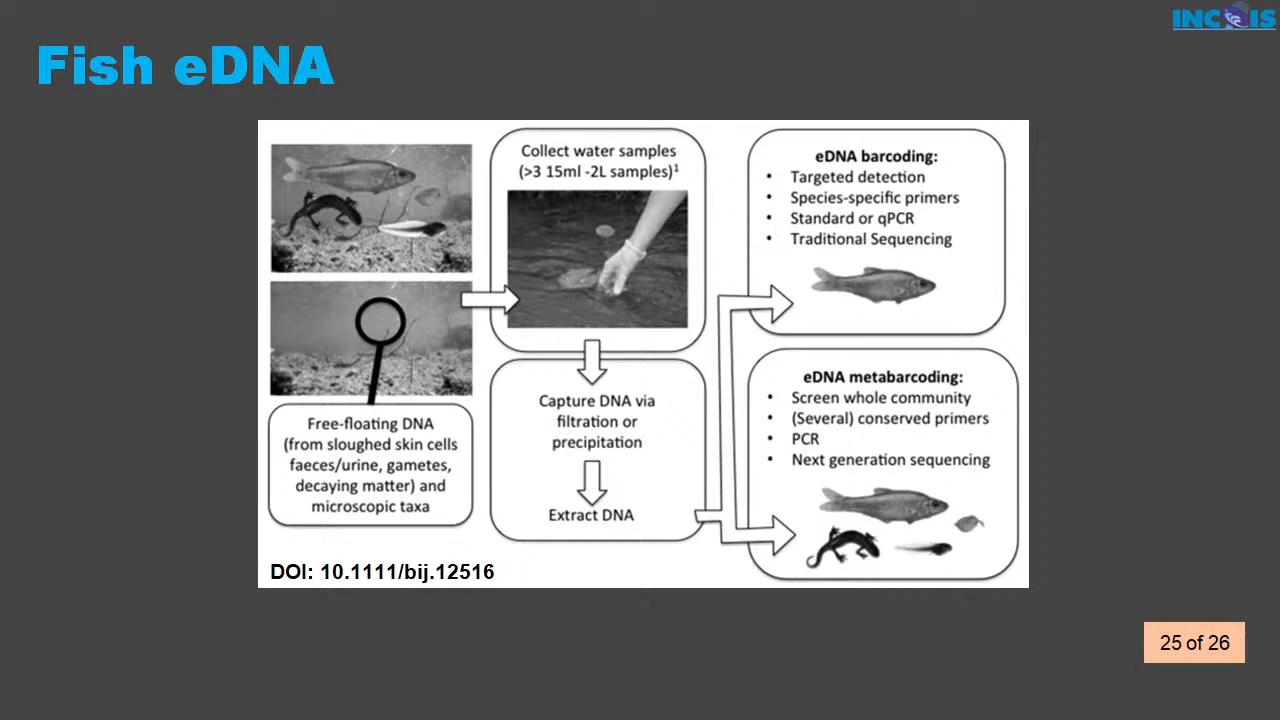 INCOIS
Fish eDNA
Free-floating DNA
(from sloughed skin cells
faeces/urine, gametes,
decaying matter) and
microscopic taxa
Collect water samples
(>3 15ml -2L samples)¹
Capture DNA via
filtration or
precipitation
Extract DNA
eDNA barcoding:
• Targeted detection
• Species-specific primers
• Standard or qPCR
• Traditional Sequencing
eDNA metabarcoding:
• Screen whole community
• (Several) conserved primers
• PCR
• Next generation sequencing
DOI: 10.1111/bij.12516
25 of 26